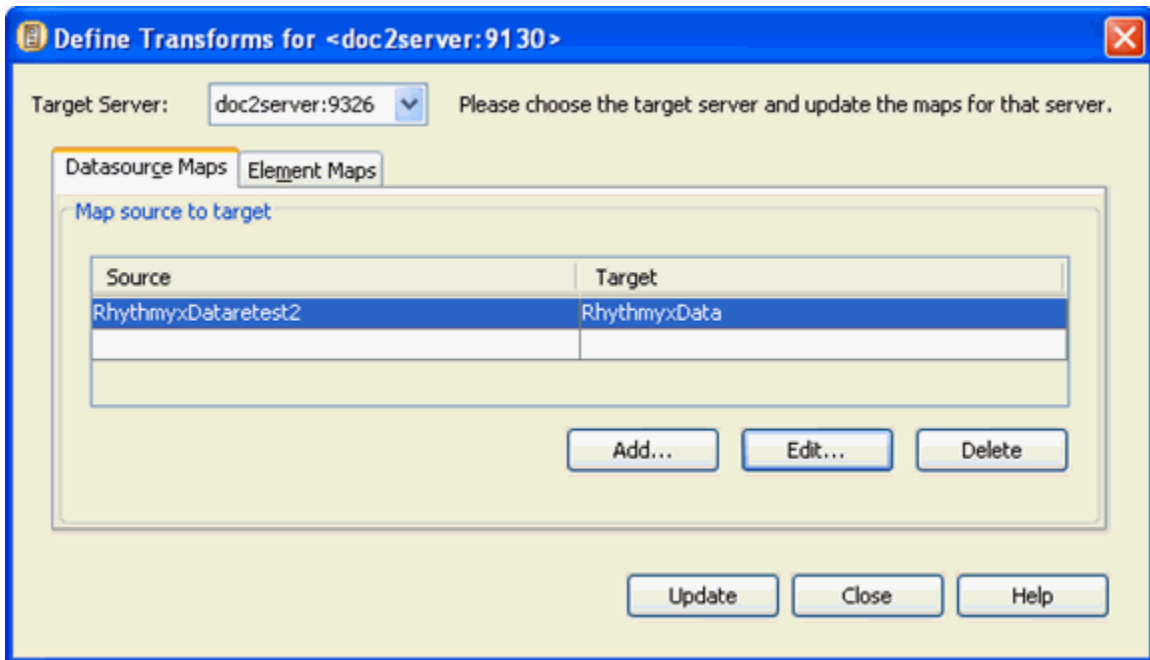 Define Transforms for <doc2server:9130>
Target Server: doc2server:9326 Please choose the target server and update the maps for that server.
Datasource Maps Element Maps
Map source to target
Source Target
RhythmyxDataretest2 RhythmyxData
Add... Edit... Delete
Update Close Help